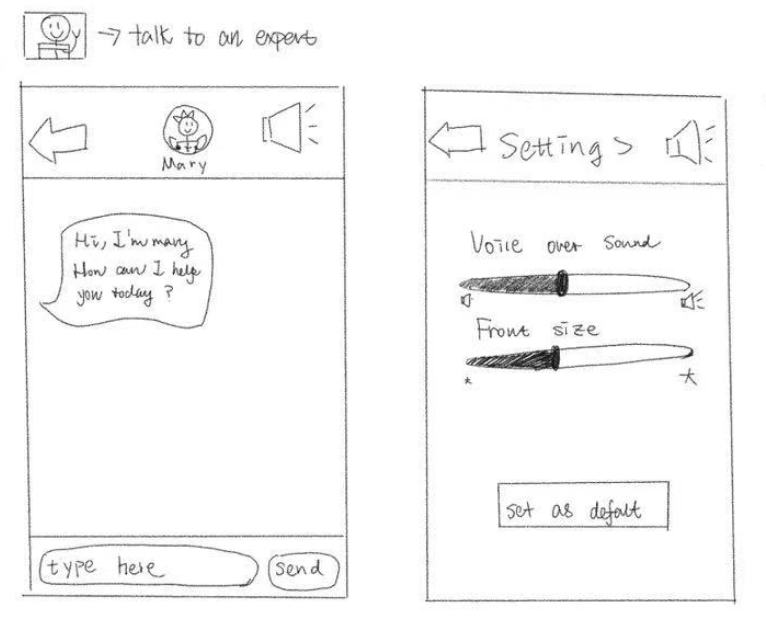 → talk to an expert
Mary
Hi, I'm mary
How can I help
you today ?
type here
send
Settings
Voice over Sound
Front size
set as defalt